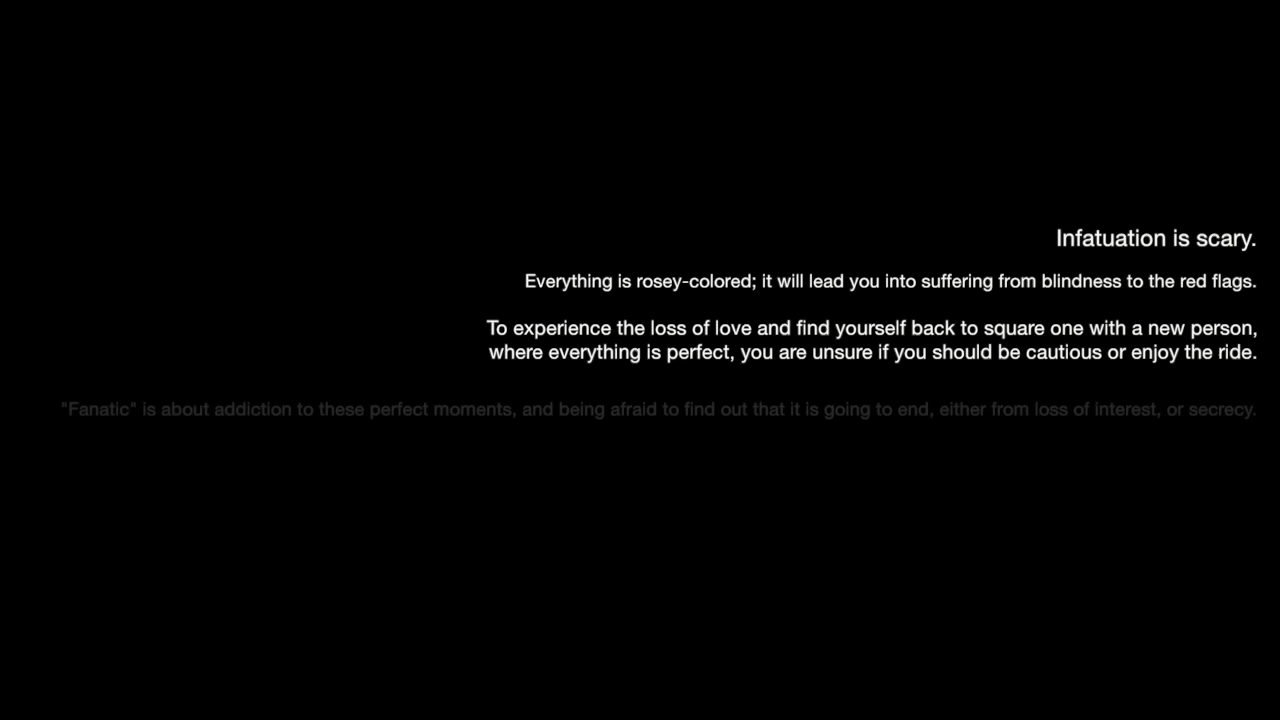 Infatuation is scary.
Everything is rosey-colored; it will lead you into suffering from blindness to the red flags.
To experience the loss of love and find yourself back to square one with a new person,
where everything is perfect, you are unsure if you should be cautious or enjoy the ride.
"Fanatic" is about addiction to these perfect moments, and being afraid to find out that it is going to end, either from loss of interest, or secrecy.